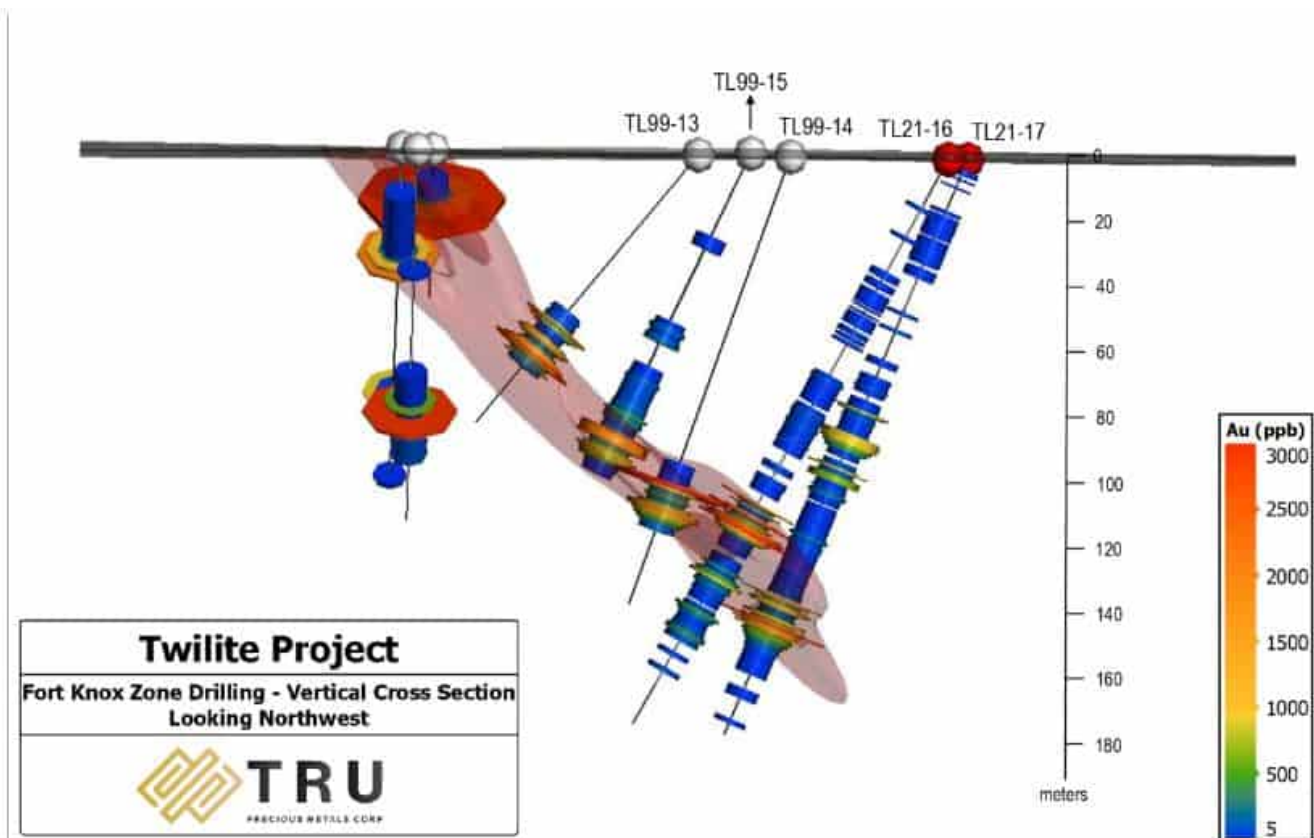 TL99-15
TL99-13
TL99-14
TL21-16
TL21-17
0
20
40
60
80
100
120
140
160
180
meters
Au (ppb)
3000
2500
2000
1500
1000
500
5
Twilite Project
Fort Knox Zone Drilling - Vertical Cross Section
Looking Northwest
TRU
PRECIOUS METALS CORP